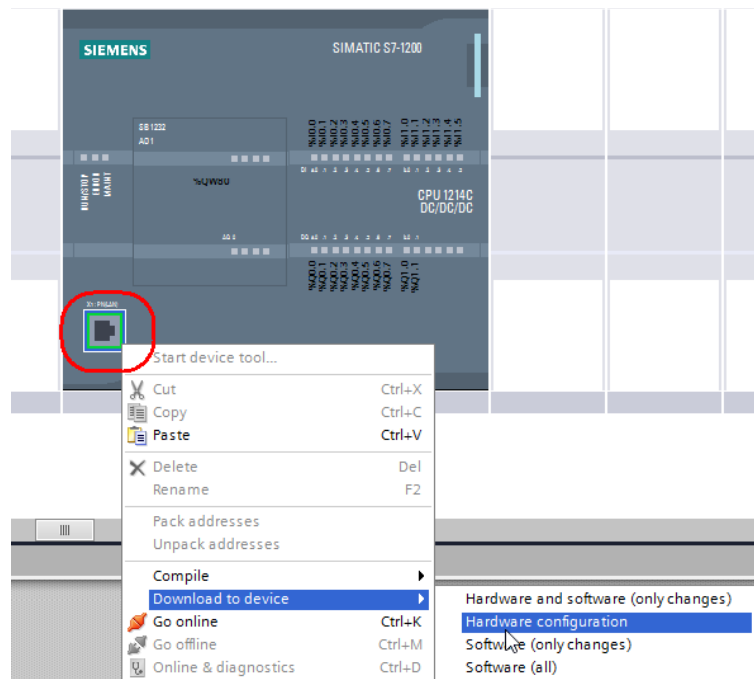 SIEMENS
SIMATIC S7-1200
SB 1232
AO 1
%I0.0 %I0.1 %I0.2 %I0.3 %I0.4 %I0.5 %I0.6 %I0.7 %I1.0 %I1.1 %I1.2 %I1.3 %I1.4 %I1.5
RUN/STOP
ERROR
MAINT
%QW80
CPU 1214C
DC/DC/DC
%Q0.0 %Q0.1 %Q0.2 %Q0.3 %Q0.4 %Q0.5 %Q0.6 %Q0.7 %Q1.0 %Q1.1
Start device tool...
Cut Ctrl+X
Copy Ctrl+C
Paste Ctrl+V
Delete Del
Rename F2
Pack addresses
Unpack addresses
Compile
Download to device
Hardware and software (only changes)
Go online Ctrl+K
Hardware configuration
Go offline Ctrl+M
Software (only changes)
Online & diagnostics Ctrl+D
Software (all)